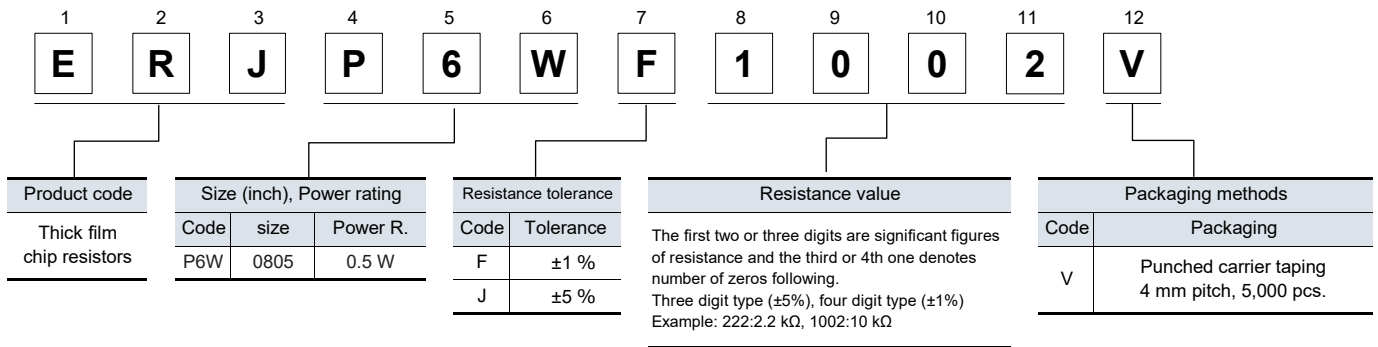 1 2 3 4 5 6 7 8 9 10 11 12
E R J P 6 W F 1 0 0 2 V
Product code
Thick film
chip resistors
Size (inch), Power rating
Code size Power R.
P6W 0805 0.5 W
Resistance tolerance
Code Tolerance
F ±1 %
J ±5 %
Resistance value
The first two or three digits are significant figures
of resistance and the third or 4th one denotes
number of zeros following.
Three digit type (±5%), four digit type (±1%)
Example: 222:2.2 kΩ, 1002:10 kΩ
Packaging methods
Code Packaging
V Punched carrier taping
4 mm pitch, 5,000 pcs.